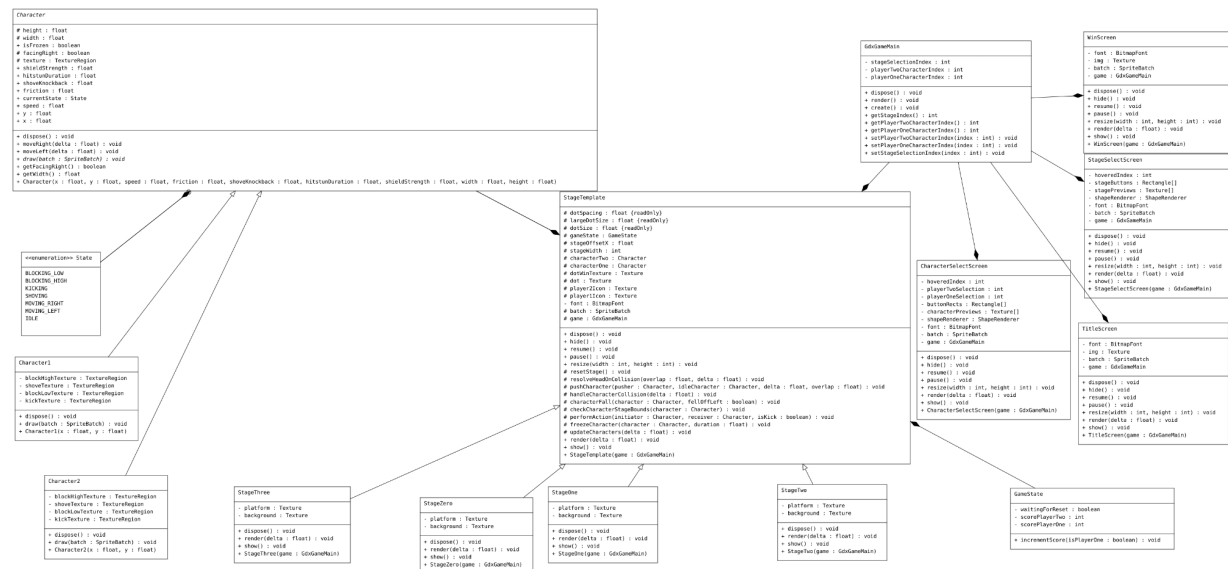 Character
# height : float
# width : float
+ isFrozen : boolean
# facingRight : boolean
# texture : TextureRegion
+ shieldStrength : float
+ hitstunDuration : float
+ shoveKnockback : float
+ friction : float
+ currentState : State
+ speed : float
+ y : float
+ x : float
+ dispose() : void
+ moveRight(delta : float) : void
+ moveLeft(delta : float) : void
+ draw(batch : SpriteBatch) : void
+ getFacingRight() : boolean
+ getWidth() : float
+ Character(x : float, y : float, speed : float, friction : float, shoveKnockback : float, hitstunDuration : float, shieldStrength : float, width : float, height : float)
<<enumeration>> State
BLOCKING_LOW
BLOCKING_HIGH
KICKING
SHOVING
MOVING_RIGHT
MOVING_LEFT
IDLE
Character1
- blockHighTexture : TextureRegion
- shoveTexture : TextureRegion
- blockLowTexture : TextureRegion
- kickTexture : TextureRegion
+ dispose() : void
+ draw(batch : SpriteBatch) : void
+ Character1(x : float, y : float)
Character2
- blockHighTexture : TextureRegion
- shoveTexture : TextureRegion
- blockLowTexture : TextureRegion
- kickTexture : TextureRegion
+ dispose() : void
+ draw(batch : SpriteBatch) : void
+ Character2(x : float, y : float)
StageTemplate
# dotSpacing : float {readOnly}
# largeDotSize : float {readOnly}
# dotSize : float {readOnly}
# gameState : GameState
# stageOffsetX : float
# stageWidth : int
# characterTwo : Character
# characterOne : Character
# dotWinTexture : Texture
# dot : Texture
# player2Icon : Texture
# player1Icon : Texture
- font : BitmapFont
# batch : SpriteBatch
# game : GdxGameMain
+ dispose() : void
+ hide() : void
+ resume() : void
+ pause() : void
+ resize(width : int, height : int) : void
# resetStage() : void
# resolveHeadOnCollision(overlap : float, delta : float) : void
# pushCharacter(pusher : Character, idleCharacter : Character, delta : float, overlap : float) : void
# handleCharacterCollision(delta : float) : void
# characterFall(character : Character, fellOffLeft : boolean) : void
# checkCharacterStageBounds(character : Character) : void
# performAction(initiator : Character, receiver : Character, isKick : boolean) : void
# freezeCharacter(character : Character, duration : float) : void
# updateCharacters(delta : float) : void
+ render(delta : float) : void
+ show() : void
+ StageTemplate(game : GdxGameMain)
StageThree
- platform : Texture
- background : Texture
+ dispose() : void
+ render(delta : float) : void
+ show() : void
+ StageThree(game : GdxGameMain)
StageZero
- platform : Texture
- background : Texture
+ dispose() : void
+ render(delta : float) : void
+ show() : void
+ StageZero(game : GdxGameMain)
StageOne
- platform : Texture
- background : Texture
+ dispose() : void
+ render(delta : float) : void
+ show() : void
+ StageOne(game : GdxGameMain)
StageTwo
- platform : Texture
- background : Texture
+ dispose() : void
+ render(delta : float) : void
+ show() : void
+ StageTwo(game : GdxGameMain)
GdxGameMain
- stageSelectionIndex : int
- playerTwoCharacterIndex : int
- playerOneCharacterIndex : int
+ dispose() : void
+ render() : void
+ create() : void
+ getStageIndex() : int
+ getPlayerTwoCharacterIndex() : int
+ getPlayerOneCharacterIndex() : int
+ setPlayerTwoCharacterIndex(index : int) : void
+ setPlayerOneCharacterIndex(index : int) : void
+ setStageSelectionIndex(index : int) : void
CharacterSelectScreen
- hoveredIndex : int
- playerTwoSelection : int
- playerOneSelection : int
- buttonRects : Rectangle[]
- characterPreviews : Texture[]
- shapeRenderer : ShapeRenderer
- font : BitmapFont
- batch : SpriteBatch
- game : GdxGameMain
+ dispose() : void
+ hide() : void
+ resume() : void
+ pause() : void
+ resize(width : int, height : int) : void
+ render(delta : float) : void
+ show() : void
+ CharacterSelectScreen(game : GdxGameMain)
WinScreen
- font : BitmapFont
- img : Texture
- batch : SpriteBatch
- game : GdxGameMain
+ dispose() : void
+ hide() : void
+ resume() : void
+ pause() : void
+ resize(width : int, height : int) : void
+ render(delta : float) : void
+ show() : void
+ WinScreen(game : GdxGameMain)
StageSelectScreen
- hoveredIndex : int
- stageButtons : Rectangle[]
- stagePreviews : Texture[]
- shapeRenderer : ShapeRenderer
- font : BitmapFont
- batch : SpriteBatch
- game : GdxGameMain
+ dispose() : void
+ hide() : void
+ resume() : void
+ pause() : void
+ resize(width : int, height : int) : void
+ render(delta : float) : void
+ show() : void
+ StageSelectScreen(game : GdxGameMain)
TitleScreen
- font : BitmapFont
- img : Texture
- batch : SpriteBatch
- game : GdxGameMain
+ dispose() : void
+ hide() : void
+ resume() : void
+ pause() : void
+ resize(width : int, height : int) : void
+ render(delta : float) : void
+ show() : void
+ TitleScreen(game : GdxGameMain)
GameState
- waitingForReset : boolean
- scorePlayerTwo : int
- scorePlayerOne : int
+ incrementScore(isPlayerOne : boolean) : void